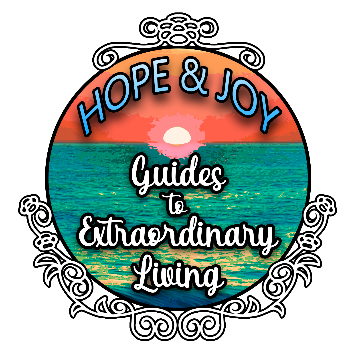 HOPE & JOY
Guides
to
Extraordinary
Living